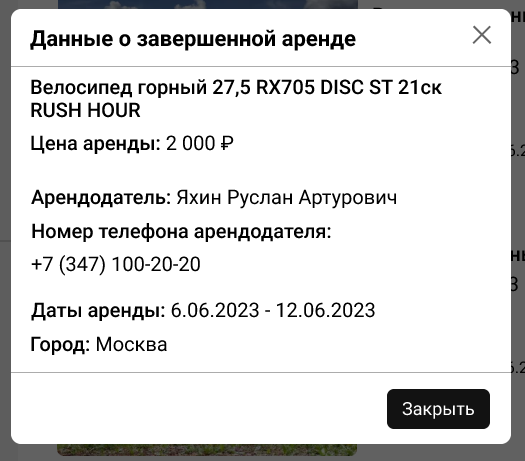 Данные о завершенной аренде
Велосипед горный 27,5 RX705 DISC ST 21ск
RUSH HOUR
Цена аренды: 2 000 ₽
Арендодатель: Яхин Руслан Артурович
Номер телефона арендодателя:
+7 (347) 100-20-20
Даты аренды: 6.06.2023 - 12.06.2023
Город: Москва
Закрыть